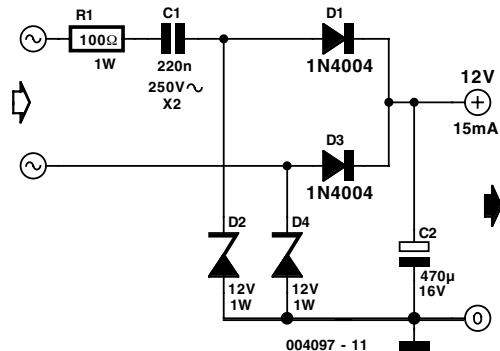 R1
100Ω
1W
C1
220n
250V∿
X2
D1
1N4004
12V
+
15mA
D3
1N4004
D2
12V
1W
D4
12V
1W
C2
470µ
16V
0
004097 - 11